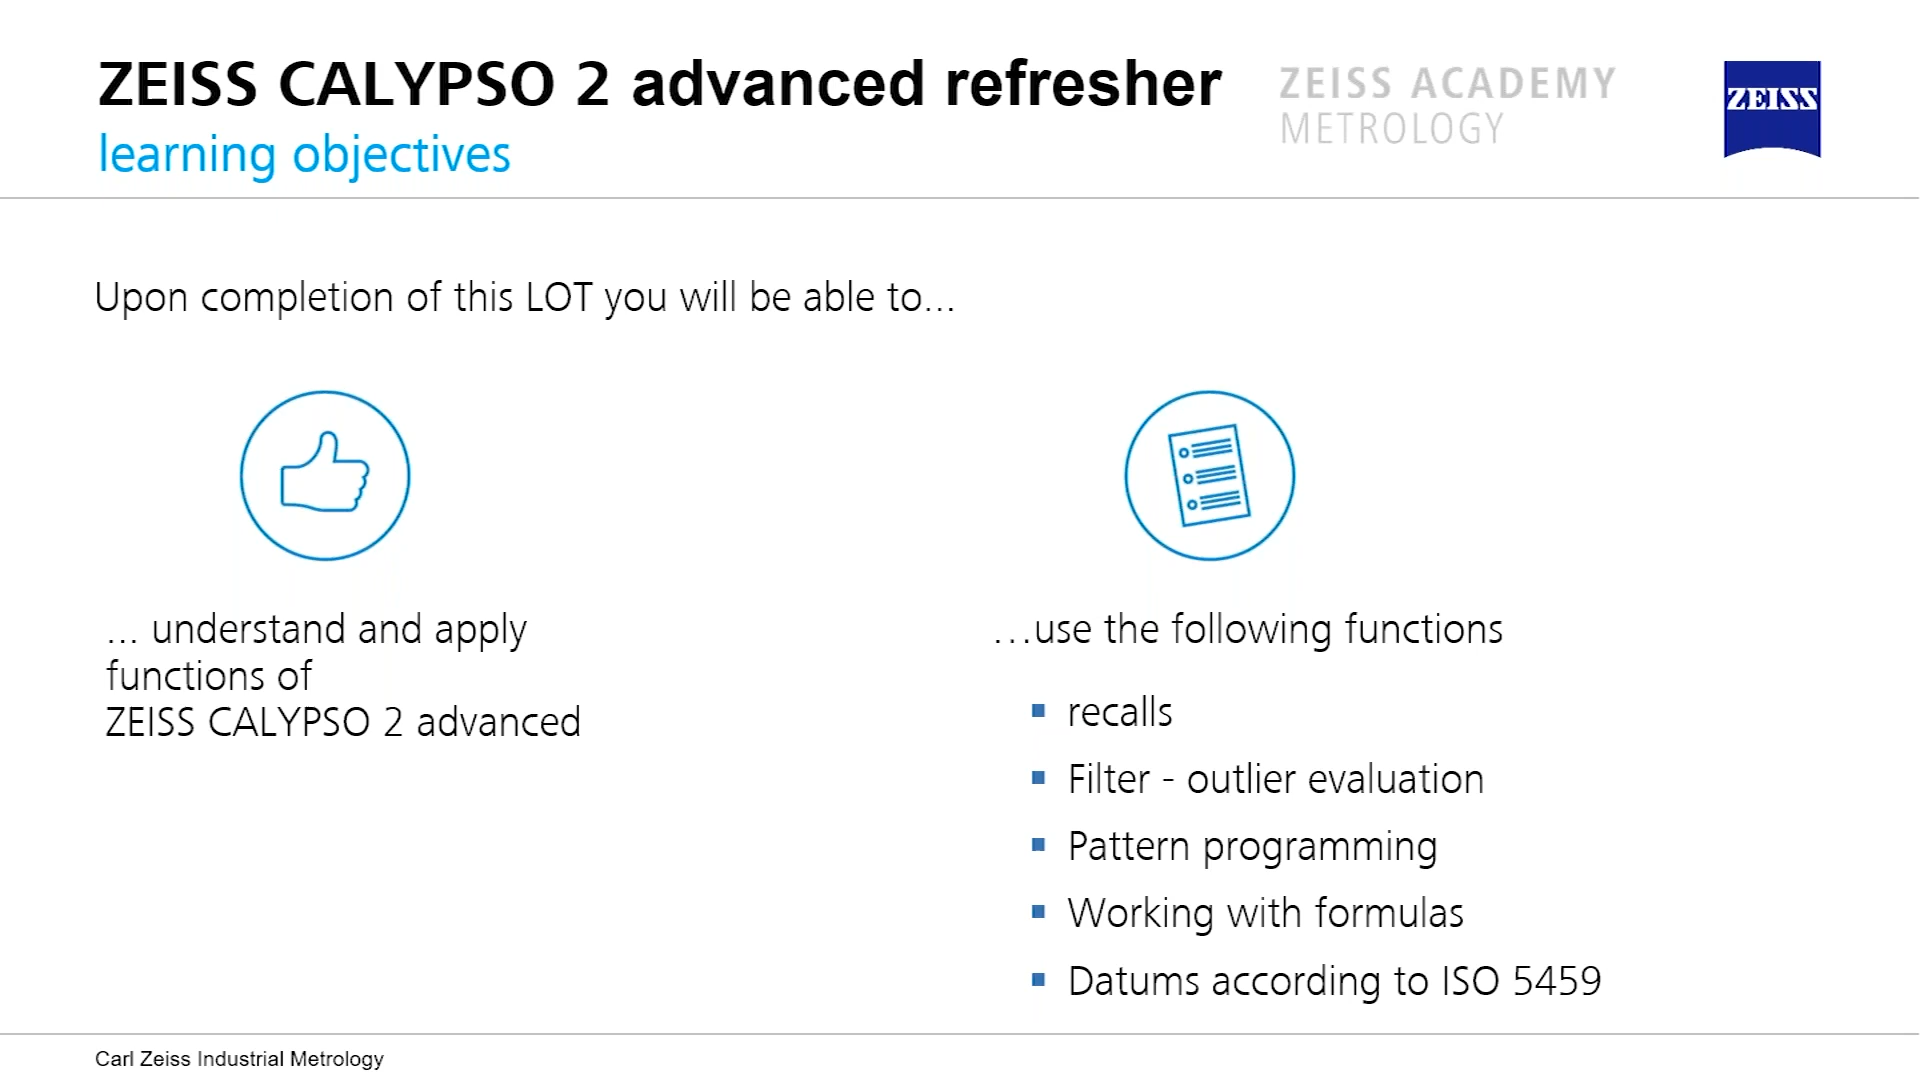 ZEISS CALYPSO 2 advanced refresher
learning objectives
ZEISS ACADEMY
METROLOGY
ZEISS
Upon completion of this LOT you will be able to...
... understand and apply
functions of
ZEISS CALYPSO 2 advanced
...use the following functions
▪ recalls
▪ Filter - outlier evaluation
▪ Pattern programming
▪ Working with formulas
▪ Datums according to ISO 5459
Carl Zeiss Industrial Metrology